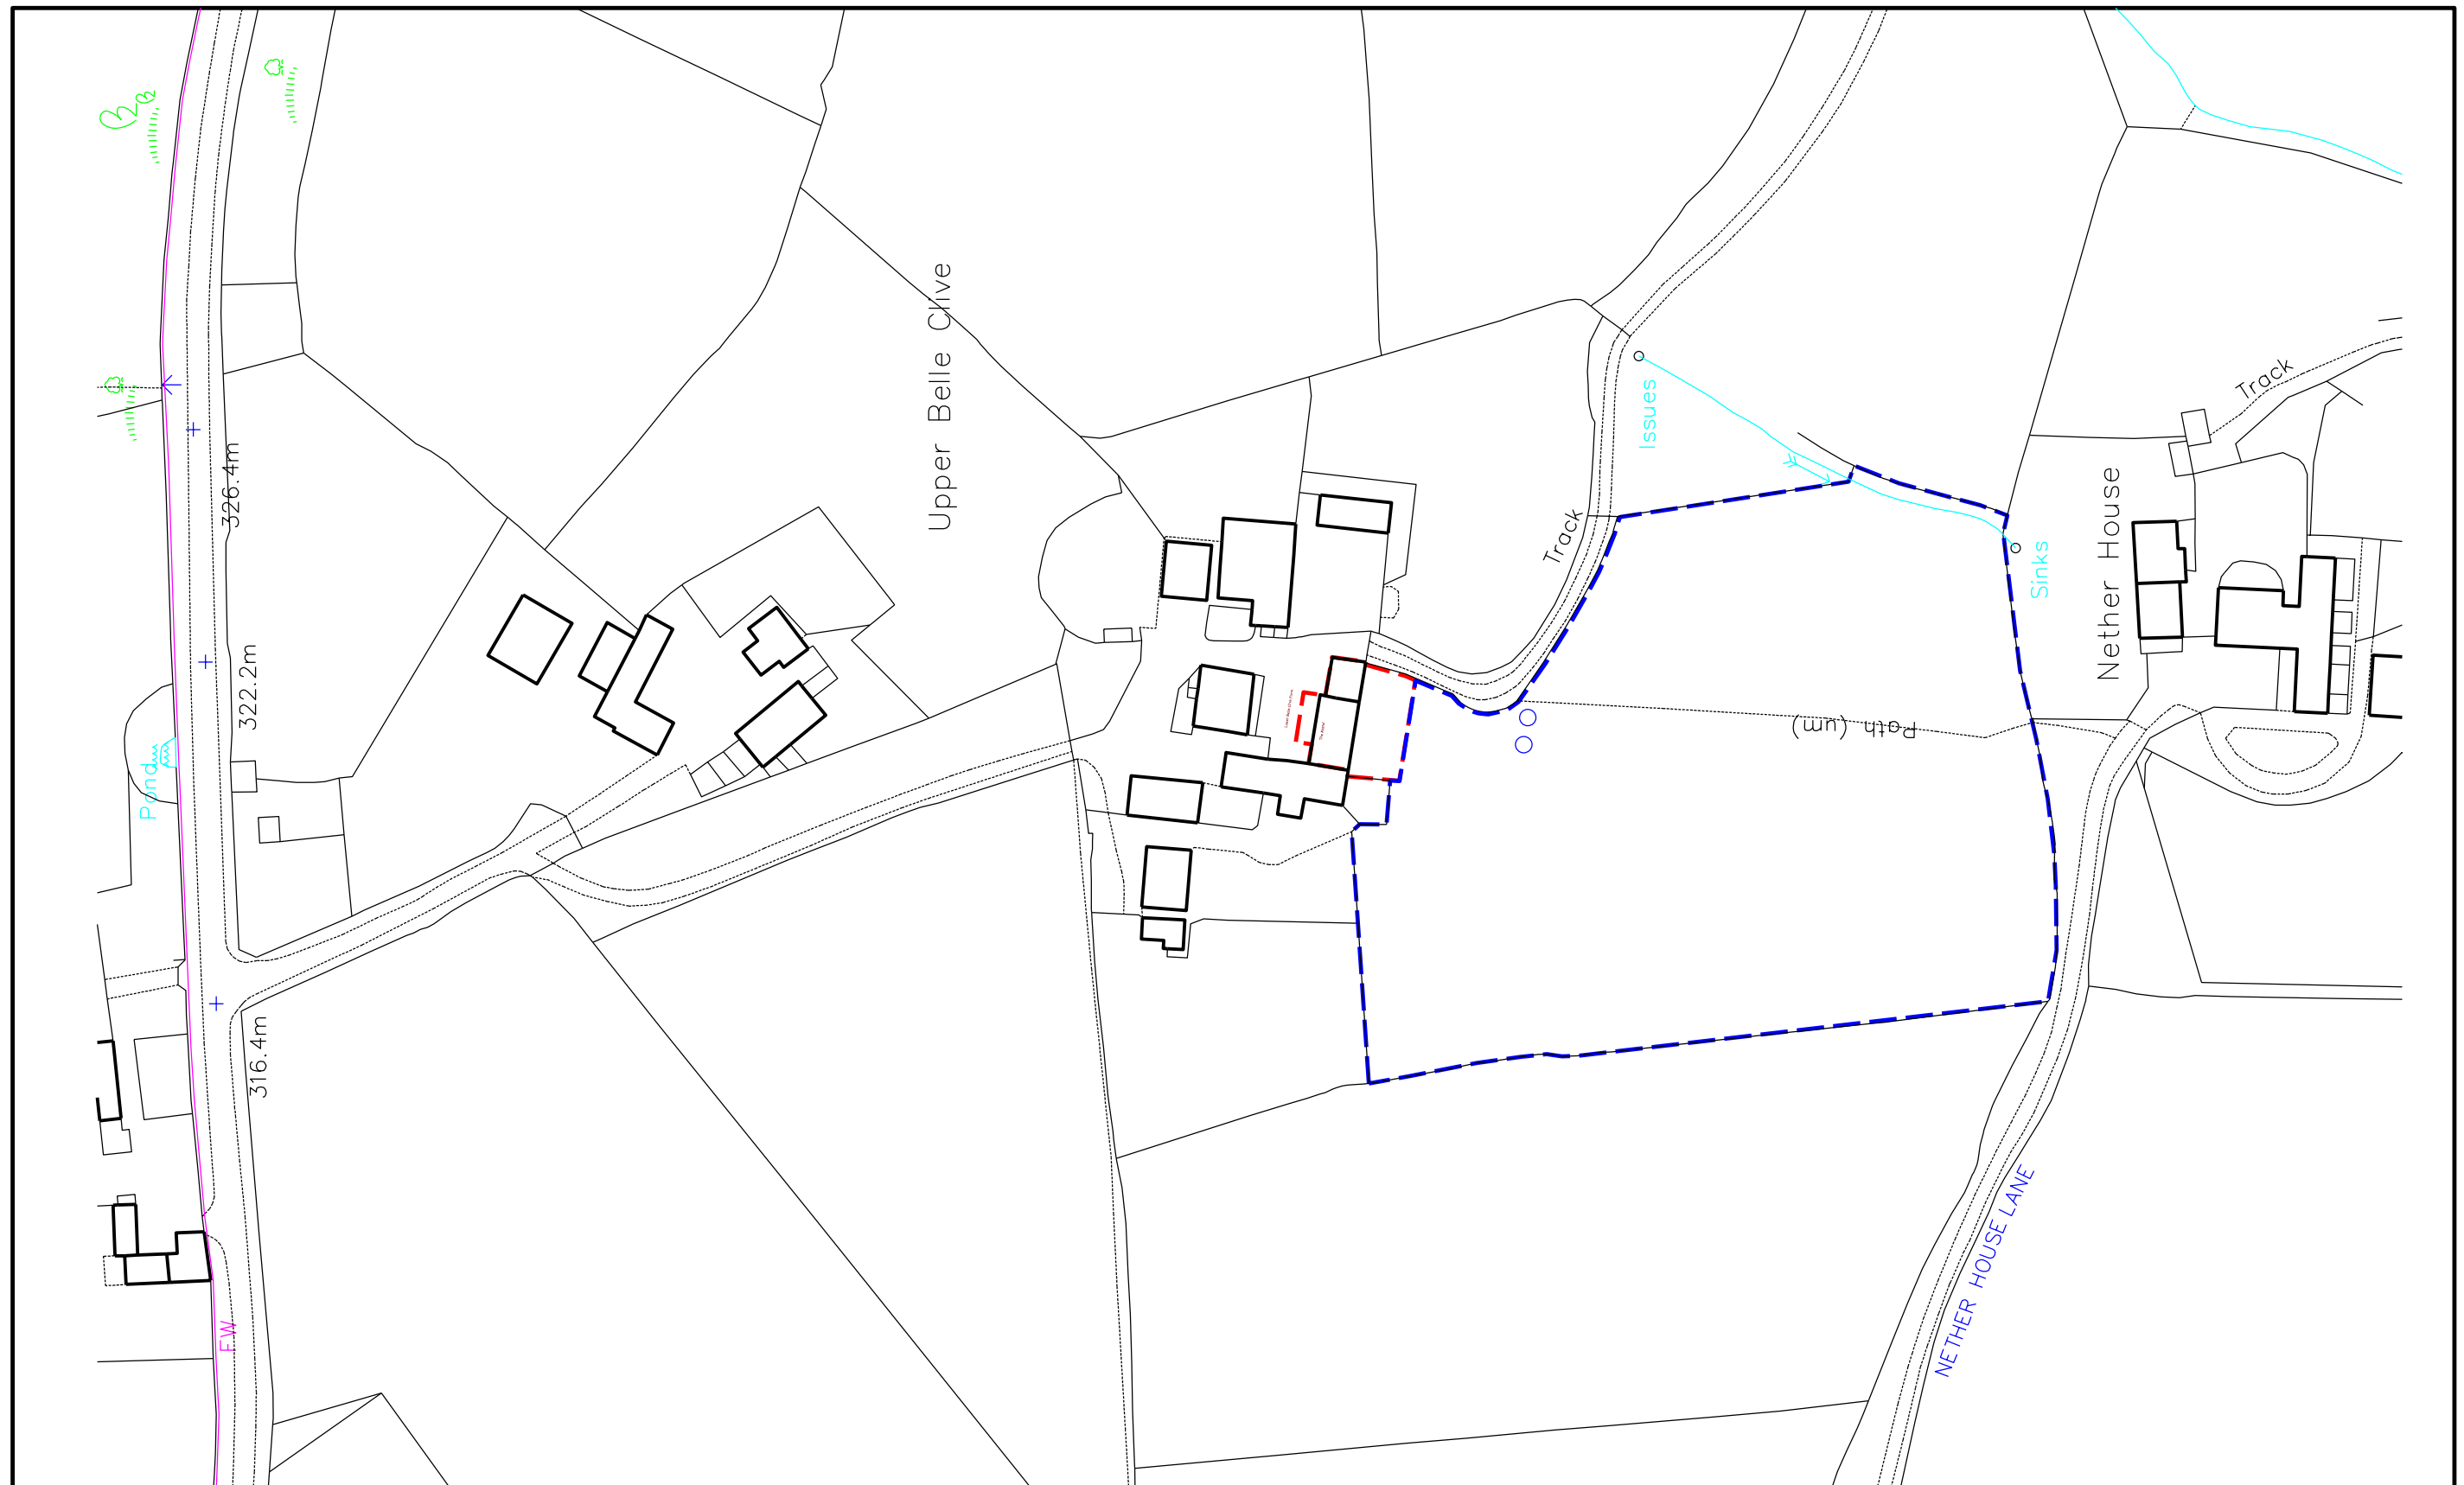 Upper Belle Clive
326.4m
322.2m
316.4m
Pond
FW
Issues
Track
Track
Sinks
Nether House
Path (um)
NETHER HOUSE LANE